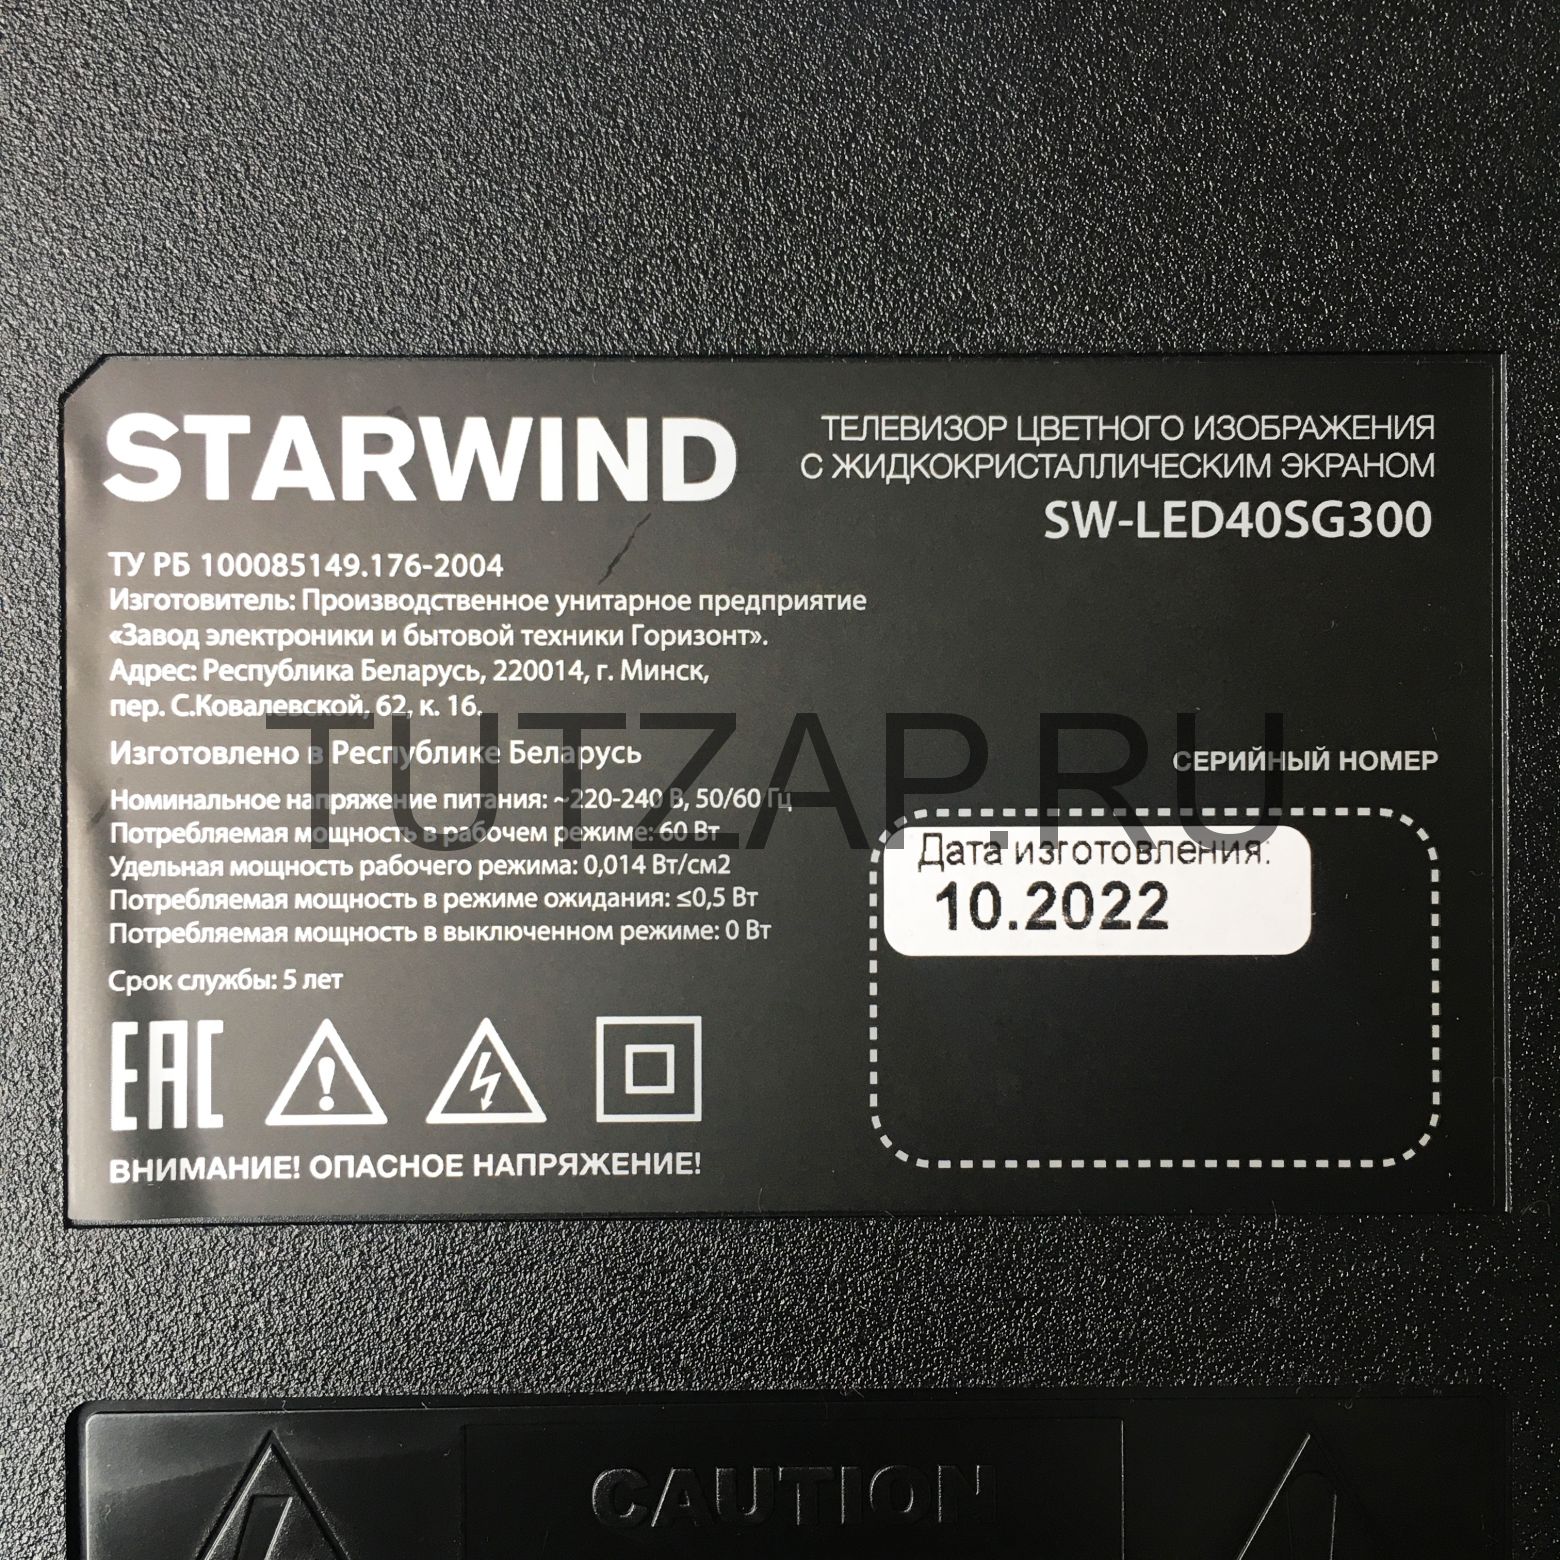 STARWIND
ТЕЛЕВИЗОР ЦВЕТНОГО ИЗОБРАЖЕНИЯ
С ЖИДКОКРИСТАЛЛИЧЕСКИМ ЭКРАНОМ
SW-LED40SG300
ТУ РБ 100085149.176-2004
Изготовитель: Производственное унитарное предприятие
«Завод электроники и бытовой техники Горизонт».
Адрес: Республика Беларусь, 220014, г. Минск,
пер. С.Ковалевской, 62, к. 16.
Изготовлено в Республике Беларусь
Номинальное напряжение питания: ~220-240 В, 50/60 Гц
Потребляемая мощность в рабочем режиме: 60 Вт
Удельная мощность рабочего режима: 0,014 Вт/см2
Потребляемая мощность в режиме ожидания: ≤0,5 Вт
Потребляемая мощность в выключенном режиме: 0 Вт
Срок службы: 5 лет
EAC
ВНИМАНИЕ! ОПАСНОЕ НАПРЯЖЕНИЕ!
СЕРИЙНЫЙ НОМЕР
Дата изготовления:
10.2022
TUTZAP.RU
CAUTION